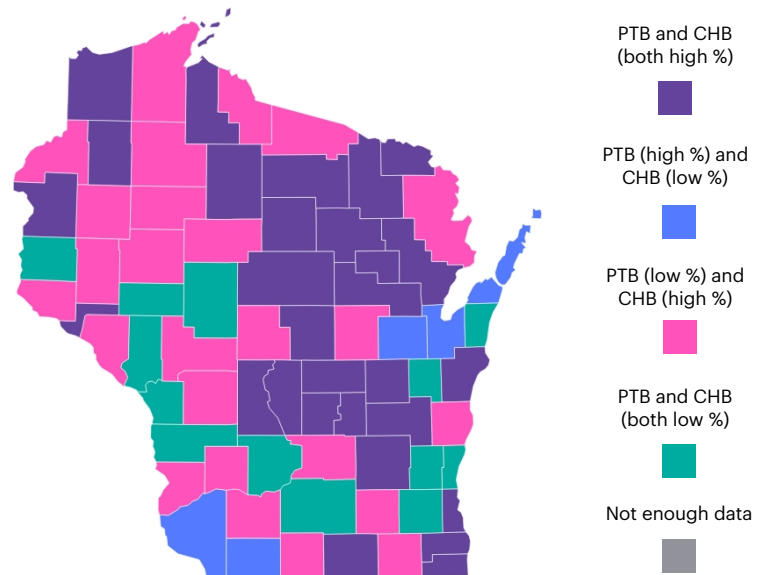 PTB and CHB
(both high %)
PTB (high %) and
CHB (low %)
PTB (low %) and
CHB (high %)
PTB and CHB
(both low %)
Not enough data